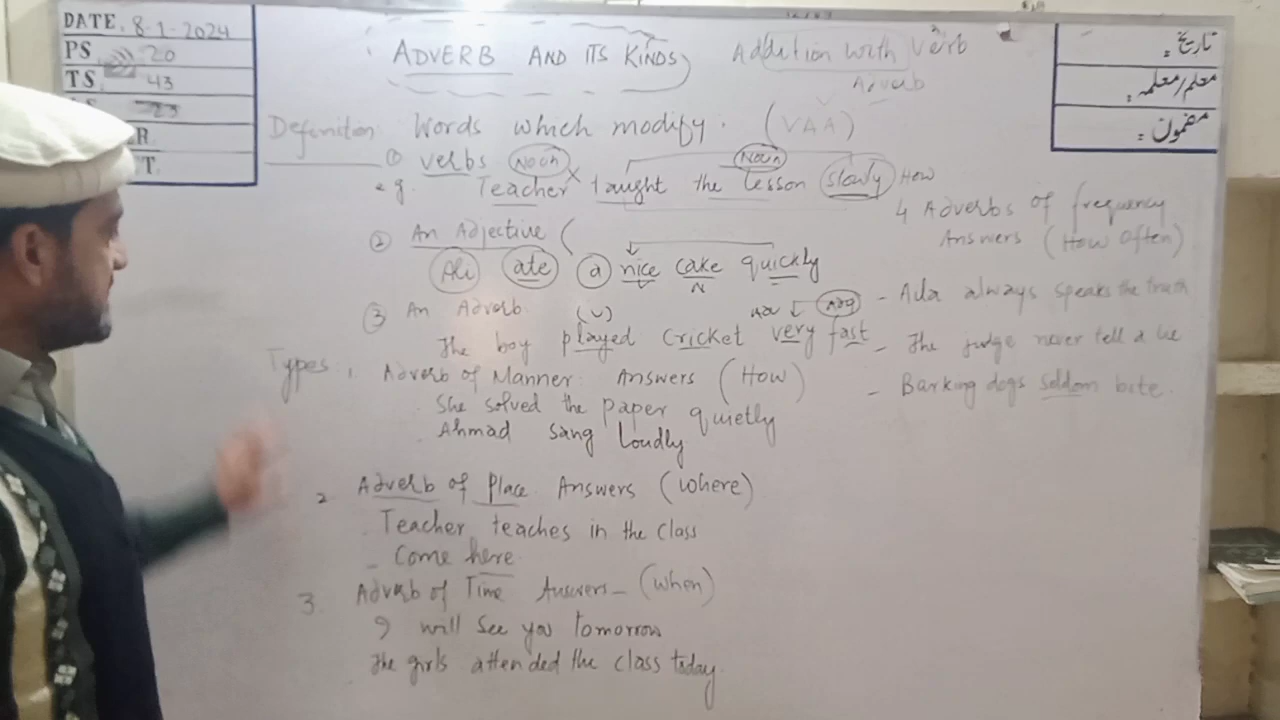 DATE. 8-1-2024
PS 20
TS 43
R.
T.
تاریخ :
معلم/معلمہ :
مضمون :
ADVERB AND ITS KINDS
Addition with Verb
Adverb
Definition Words which modify. (VAA)
① verbs Noun x Noun
e.g. Teacher taught the lesson slowly How
② An Adjective (
Ali ate a nice cake quickly
N
③ An Adverb (V) Adv Adg
The boy played Cricket very fast
Types: 1 Adverb of Manner: Answers (How)
She solved the paper quietly
Ahmad sang Loudly
2 Adverb of Place Answers (where)
Teacher teaches in the class
- Come here
3. Adverb of Time Answers - (when)
I will see you tomorrow
The girls attended the class today.
4 Adverbs of frequency
Answers (How often)
- Ada always speaks the truth
- The judge never tell a lie
- Barking dogs seldom bite.